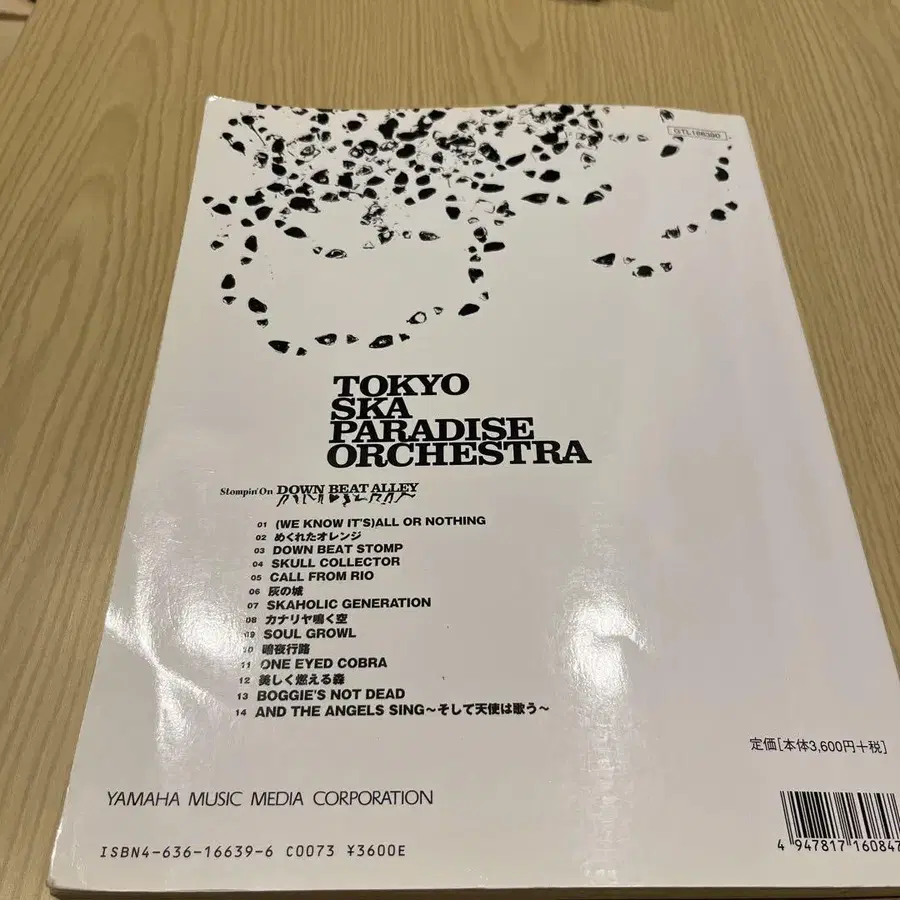 TOKYO
SKA
PARADISE
ORCHESTRA
Stompin' On DOWN BEAT ALLEY
01 (WE KNOW IT'S)ALL OR NOTHING
02 めくれたオレンジ
03 DOWN BEAT STOMP
04 SKULL COLLECTOR
05 CALL FROM RIO
06 灰の城
07 SKAHOLIC GENERATION
08 カナリヤ鳴く空
09 SOUL GROWL
10 暗夜行路
11 ONE EYED COBRA
12 美しく燃える森
13 BOGGIE'S NOT DEAD
14 AND THE ANGELS SING〜そして天使は歌う〜
定価[本体3,600円+税]
YAMAHA MUSIC MEDIA CORPORATION
ISBN4-636-16639-6 C0073 ¥3600E
4 947817 160847